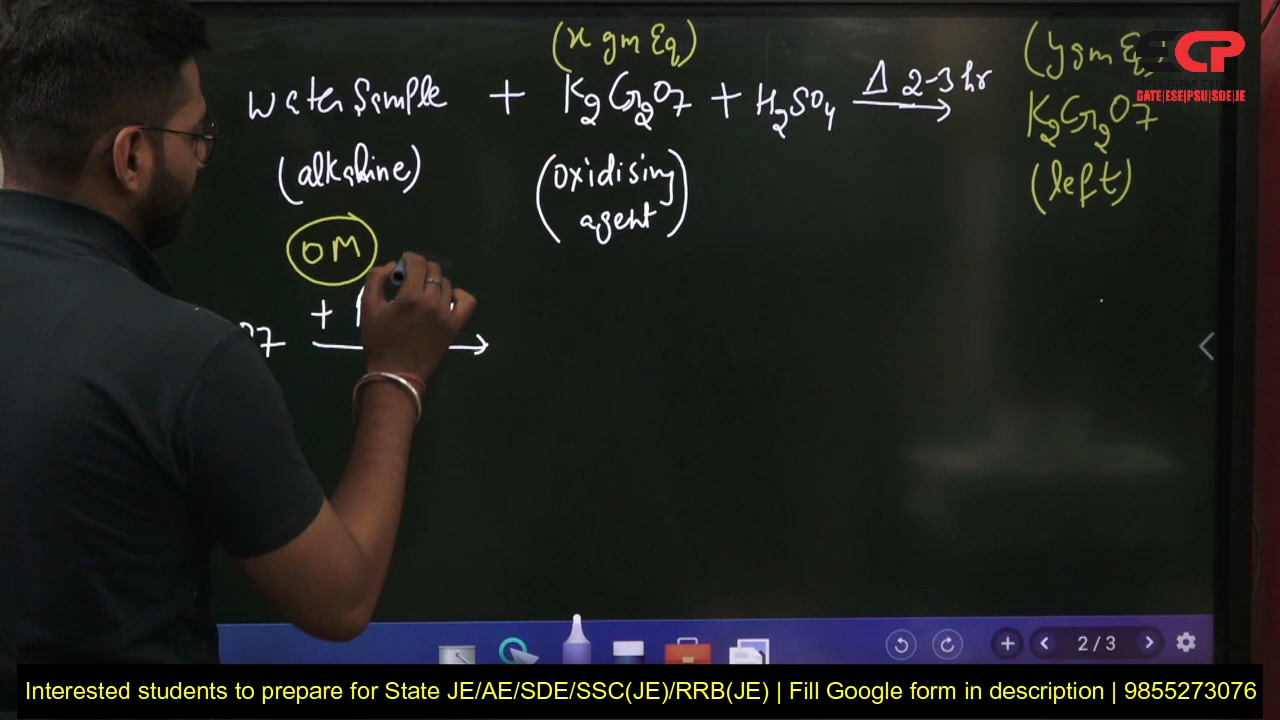 (x gm Eq)
(y gm Eq
SCP
GATE|ESE|PSU|SDE|JE
water Sample + K2Cr2O7 + H2SO4 Δ 2-3 hr → K2Cr2O7
(alkaline)
(oxidising agent)
(left)
OM
O7 + →
2 / 3
Interested students to prepare for State JE/AE/SDE/SSC(JE)/RRB(JE) | Fill Google form in description | 9855273076